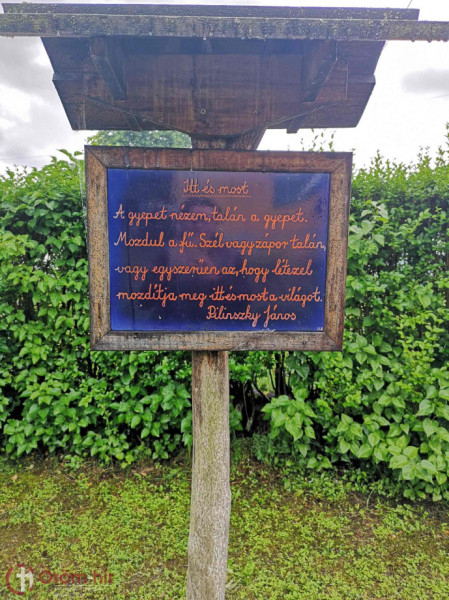 Itt és most
A gyepet nézem, talán a gyepet.
Mozdul a fű. Szél vagy zápor talán,
vagy egyszerűen az, hogy létezel
mozdítja meg itt és most a világot.
Pilinszky János